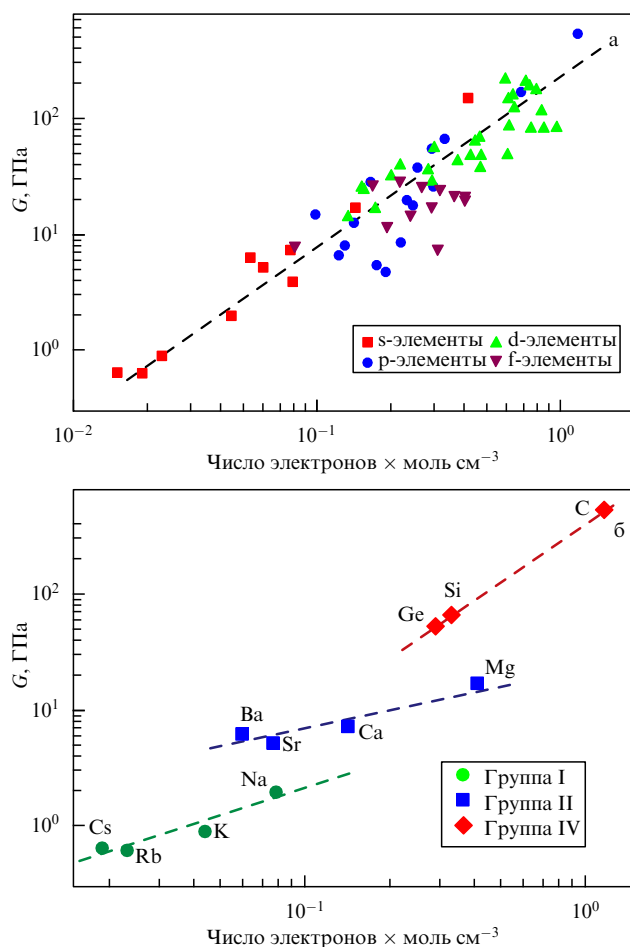 а
G, ГПа
10²
10¹
10⁰
s-элементы
d-элементы
p-элементы
f-элементы
10⁻²
10⁻¹
10⁰
Число электронов × моль см⁻³
C
б
10²
Si
Ge
G, ГПа
Mg
Ba
10¹
Sr
Ca
Na
Группа I
Группа II
Группа IV
Cs
K
10⁰
Rb
10⁻¹
10⁰
Число электронов × моль см⁻³